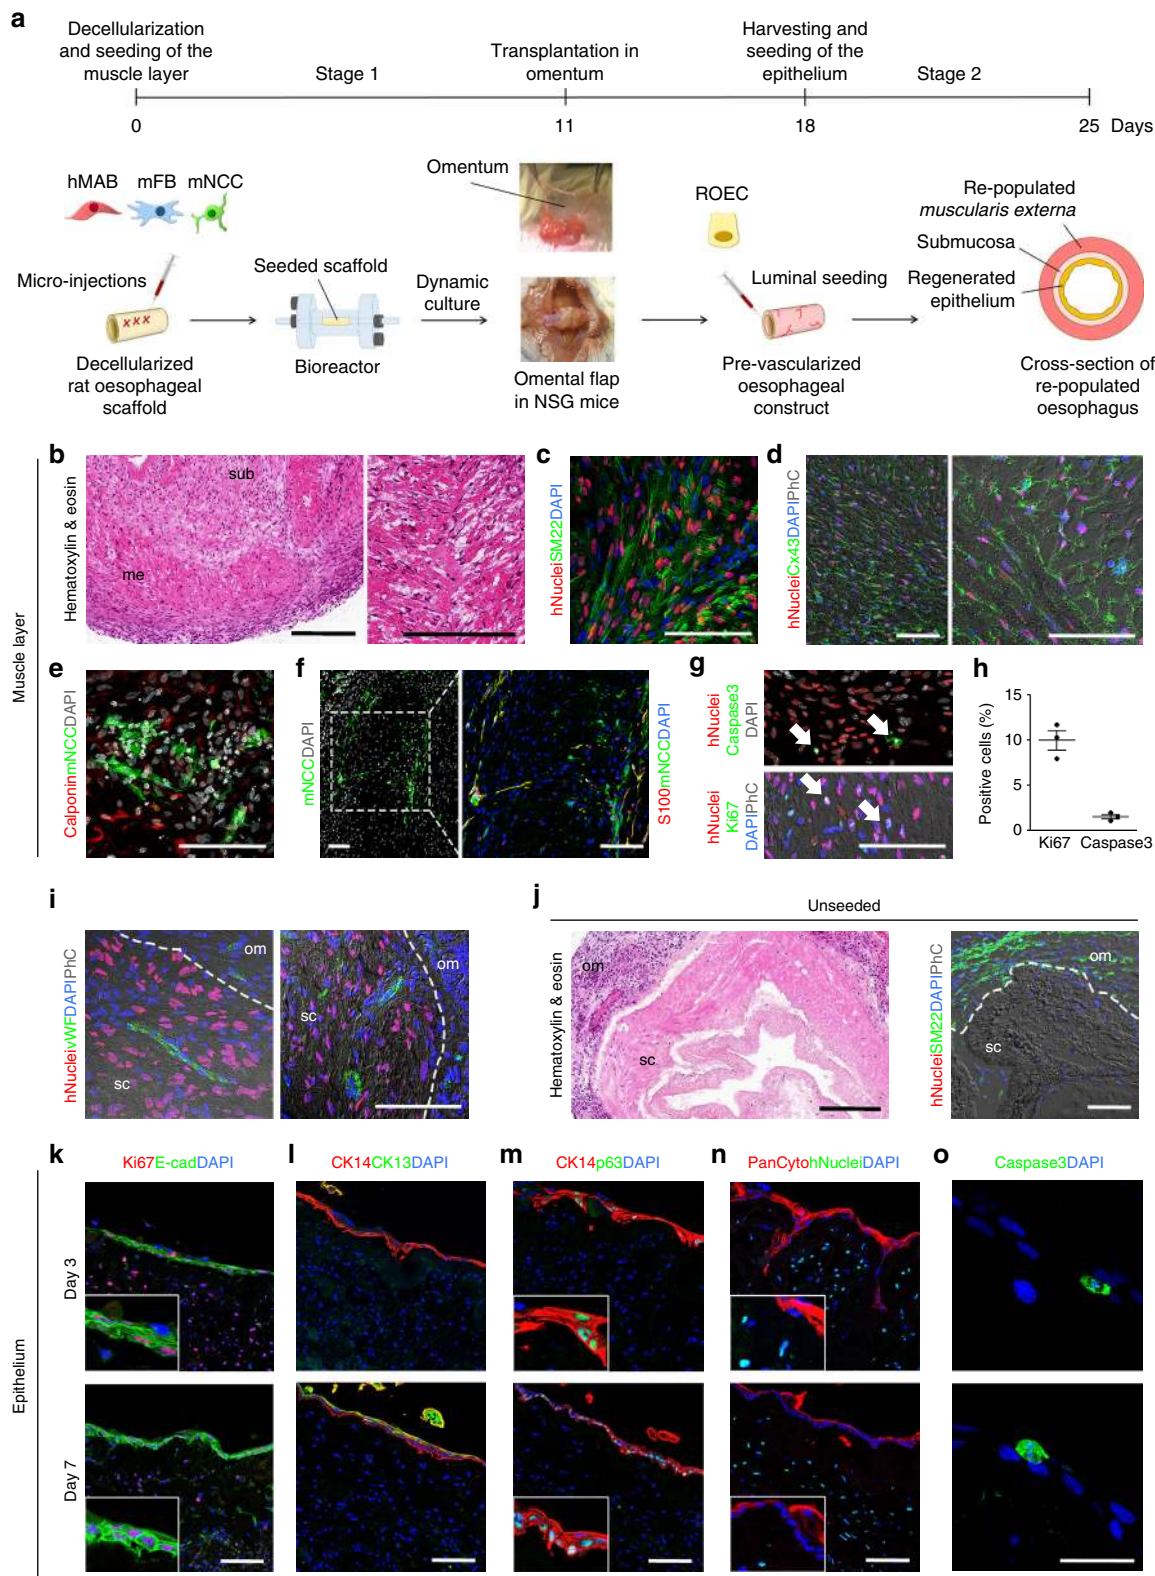 a
Decellularization
and seeding of the
muscle layer
Stage 1
Transplantation in
omentum
Harvesting and
seeding of the
epithelium
Stage 2
0
11
18
25 Days
hMAB mFB mNCC
Micro-injections
Decellularized
rat oesophageal
scaffold
Seeded scaffold
Bioreactor
Dynamic
culture
Omentum
Omental flap
in NSG mice
ROEC
Luminal seeding
Pre-vascularized
oesophageal
construct
Re-populated
muscularis externa
Submucosa
Regenerated
epithelium
Cross-section of
re-populated
oesophagus
Muscle layer
b
Hematoxylin & eosin
sub
me
c
hNucleiSM22DAPI
d
hNucleiCx43DAPIPhC
e
CalponinmNCCDAPI
f
mNCCDAPI
S100mNCCDAPI
g
hNuclei
Caspase3
DAPI
hNuclei
Ki67
DAPIPhC
h
Positive cells (%)
15
10
5
0
Ki67 Caspase3
i
hNucleivWFDAPIPhC
om
sc
om
sc
j
Unseeded
Hematoxylin & eosin
om
sc
hNucleiSM22DAPIPhC
om
sc
Epithelium
k
Ki67E-cadDAPI
l
CK14CK13DAPI
m
CK14p63DAPI
n
PanCytohNucleiDAPI
o
Caspase3DAPI
Day 3
Day 7